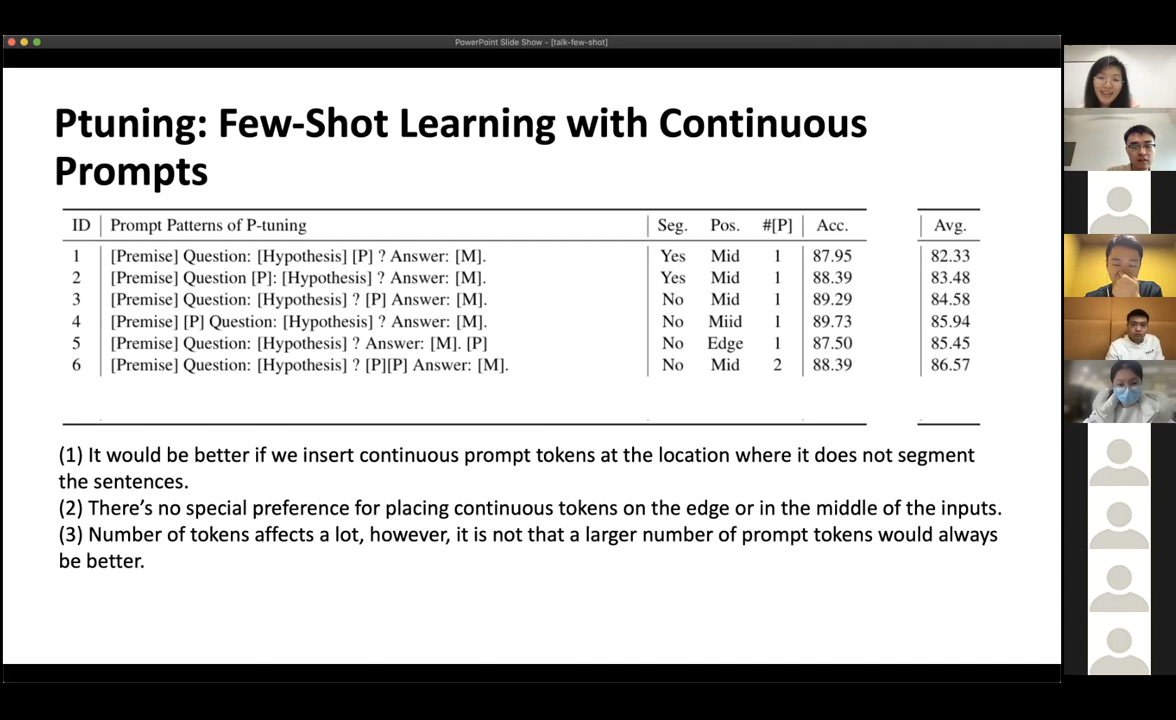 PowerPoint Slide Show - [talk-few-shot]
Ptuning: Few-Shot Learning with Continuous
Prompts
ID Prompt Patterns of P-tuning Seg. Pos. #[P] Acc. Avg.
1 [Premise] Question: [Hypothesis] [P] ? Answer: [M]. Yes Mid 1 87.95 82.33
2 [Premise] Question [P]: [Hypothesis] ? Answer: [M]. Yes Mid 1 88.39 83.48
3 [Premise] Question: [Hypothesis] ? [P] Answer: [M]. No Mid 1 89.29 84.58
4 [Premise] [P] Question: [Hypothesis] ? Answer: [M]. No Miid 1 89.73 85.94
5 [Premise] Question: [Hypothesis] ? Answer: [M]. [P] No Edge 1 87.50 85.45
6 [Premise] Question: [Hypothesis] ? [P][P] Answer: [M]. No Mid 2 88.39 86.57
(1) It would be better if we insert continuous prompt tokens at the location where it does not segment
the sentences.
(2) There’s no special preference for placing continuous tokens on the edge or in the middle of the inputs.
(3) Number of tokens affects a lot, however, it is not that a larger number of prompt tokens would always
be better.